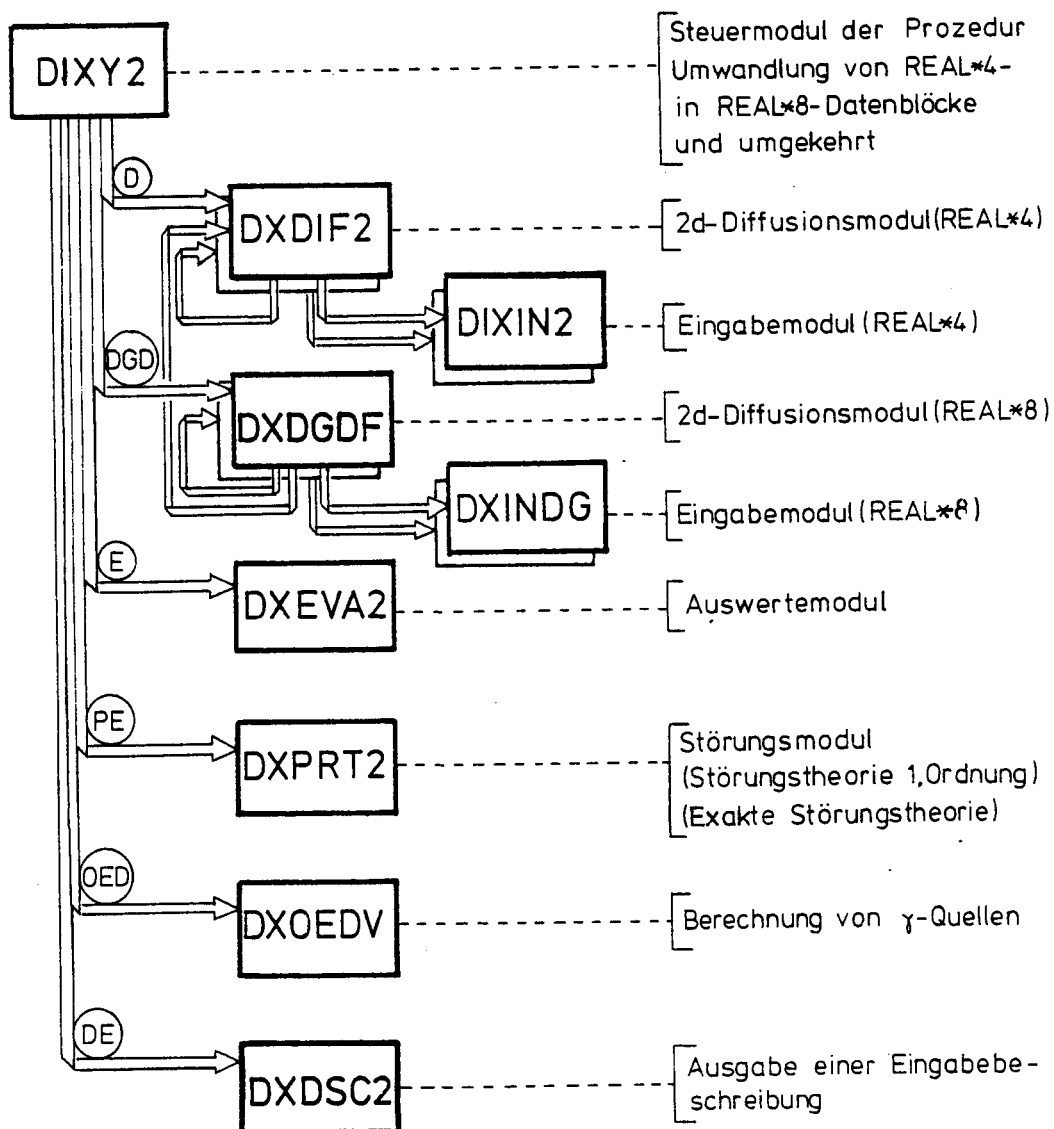 DIXY2
Steuermodul der Prozedur
Umwandlung von REAL*4-
in REAL*8-Datenblöcke
und umgekehrt
D
DXDIF2
2d-Diffusionsmodul(REAL*4)
DIXIN2
Eingabemodul(REAL*4)
DGD
DXDGDF
2d-Diffusionsmodul(REAL*8)
DXINDG
Eingabemodul(REAL*8)
E
DXEVA2
Auswertemodul
PE
DXPRT2
Störungsmodul
(Störungstheorie 1.Ordnung)
(Exakte Störungstheorie)
OED
DXOEDV
Berechnung von γ-Quellen
DE
DXDSC2
Ausgabe einer Eingabebe-
schreibung